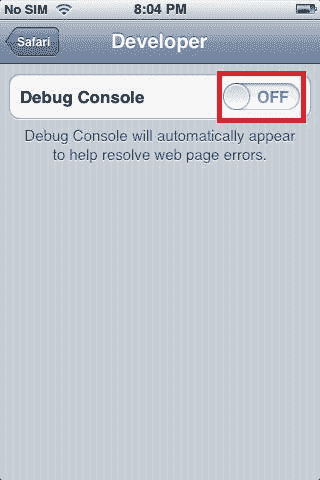 No SIM 8:04 PM
Safari Developer
Debug Console OFF
Debug Console will automatically appear
to help resolve web page errors.